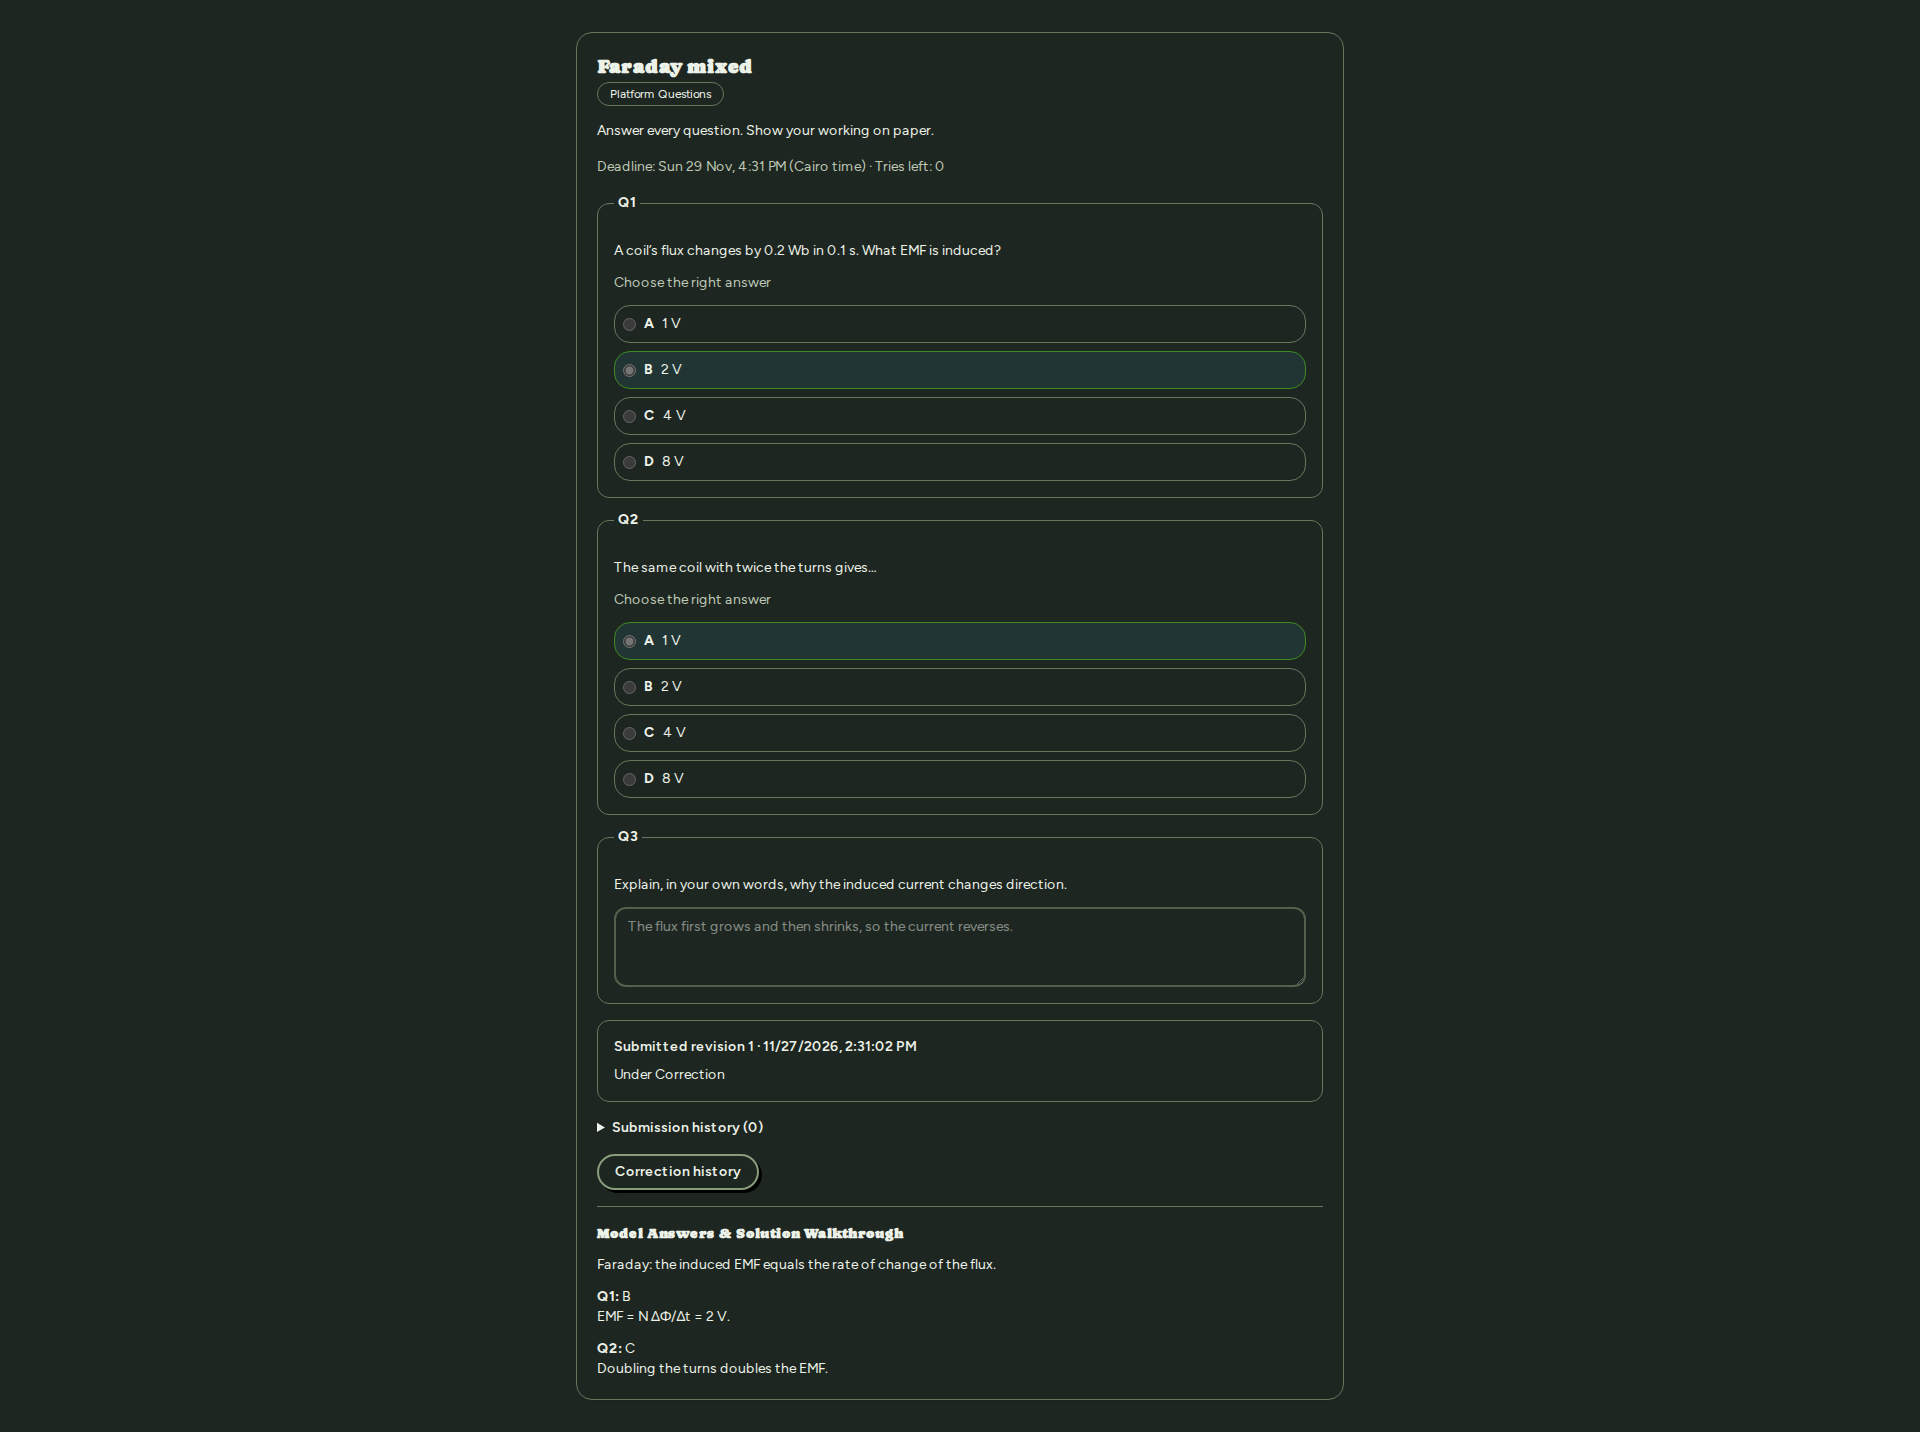 Faraday mixed
Platform Questions
Answer every question. Show your working on paper.
Deadline: Sun 29 Nov, 4:31 PM (Cairo time) · Tries left: 0
Q1
A coil's flux changes by 0.2 Wb in 0.1 s. What EMF is induced?
Choose the right answer
A 1 V
B 2 V
C 4 V
D 8 V
Q2
The same coil with twice the turns gives…
Choose the right answer
A 1 V
B 2 V
C 4 V
D 8 V
Q3
Explain, in your own words, why the induced current changes direction.
The flux first grows and then shrinks, so the current reverses.
Submitted revision 1 · 11/27/2026, 2:31:02 PM
Under Correction
Submission history (0)
Correction history
Model Answers & Solution Walkthrough
Faraday: the induced EMF equals the rate of change of the flux.
Q1: B
EMF = N ΔΦ/Δt = 2 V.
Q2: C
Doubling the turns doubles the EMF.